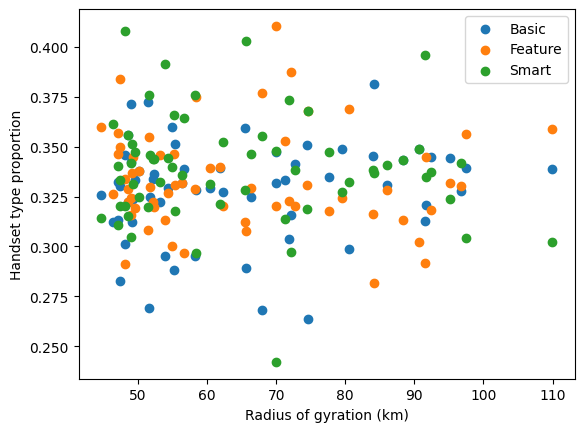 Basic
Feature
Smart
0.400
0.375
0.350
0.325
0.300
0.275
0.250
Handset type proportion
50 60 70 80 90 100 110
Radius of gyration (km)